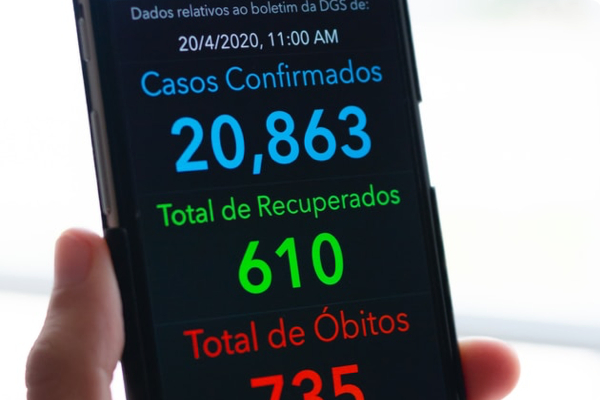 Dados relativos ao boletim da DGS de:
20/4/2020, 11:00 AM
Casos Confirmados
20,863
Total de Recuperados
610
Total de Óbitos
735